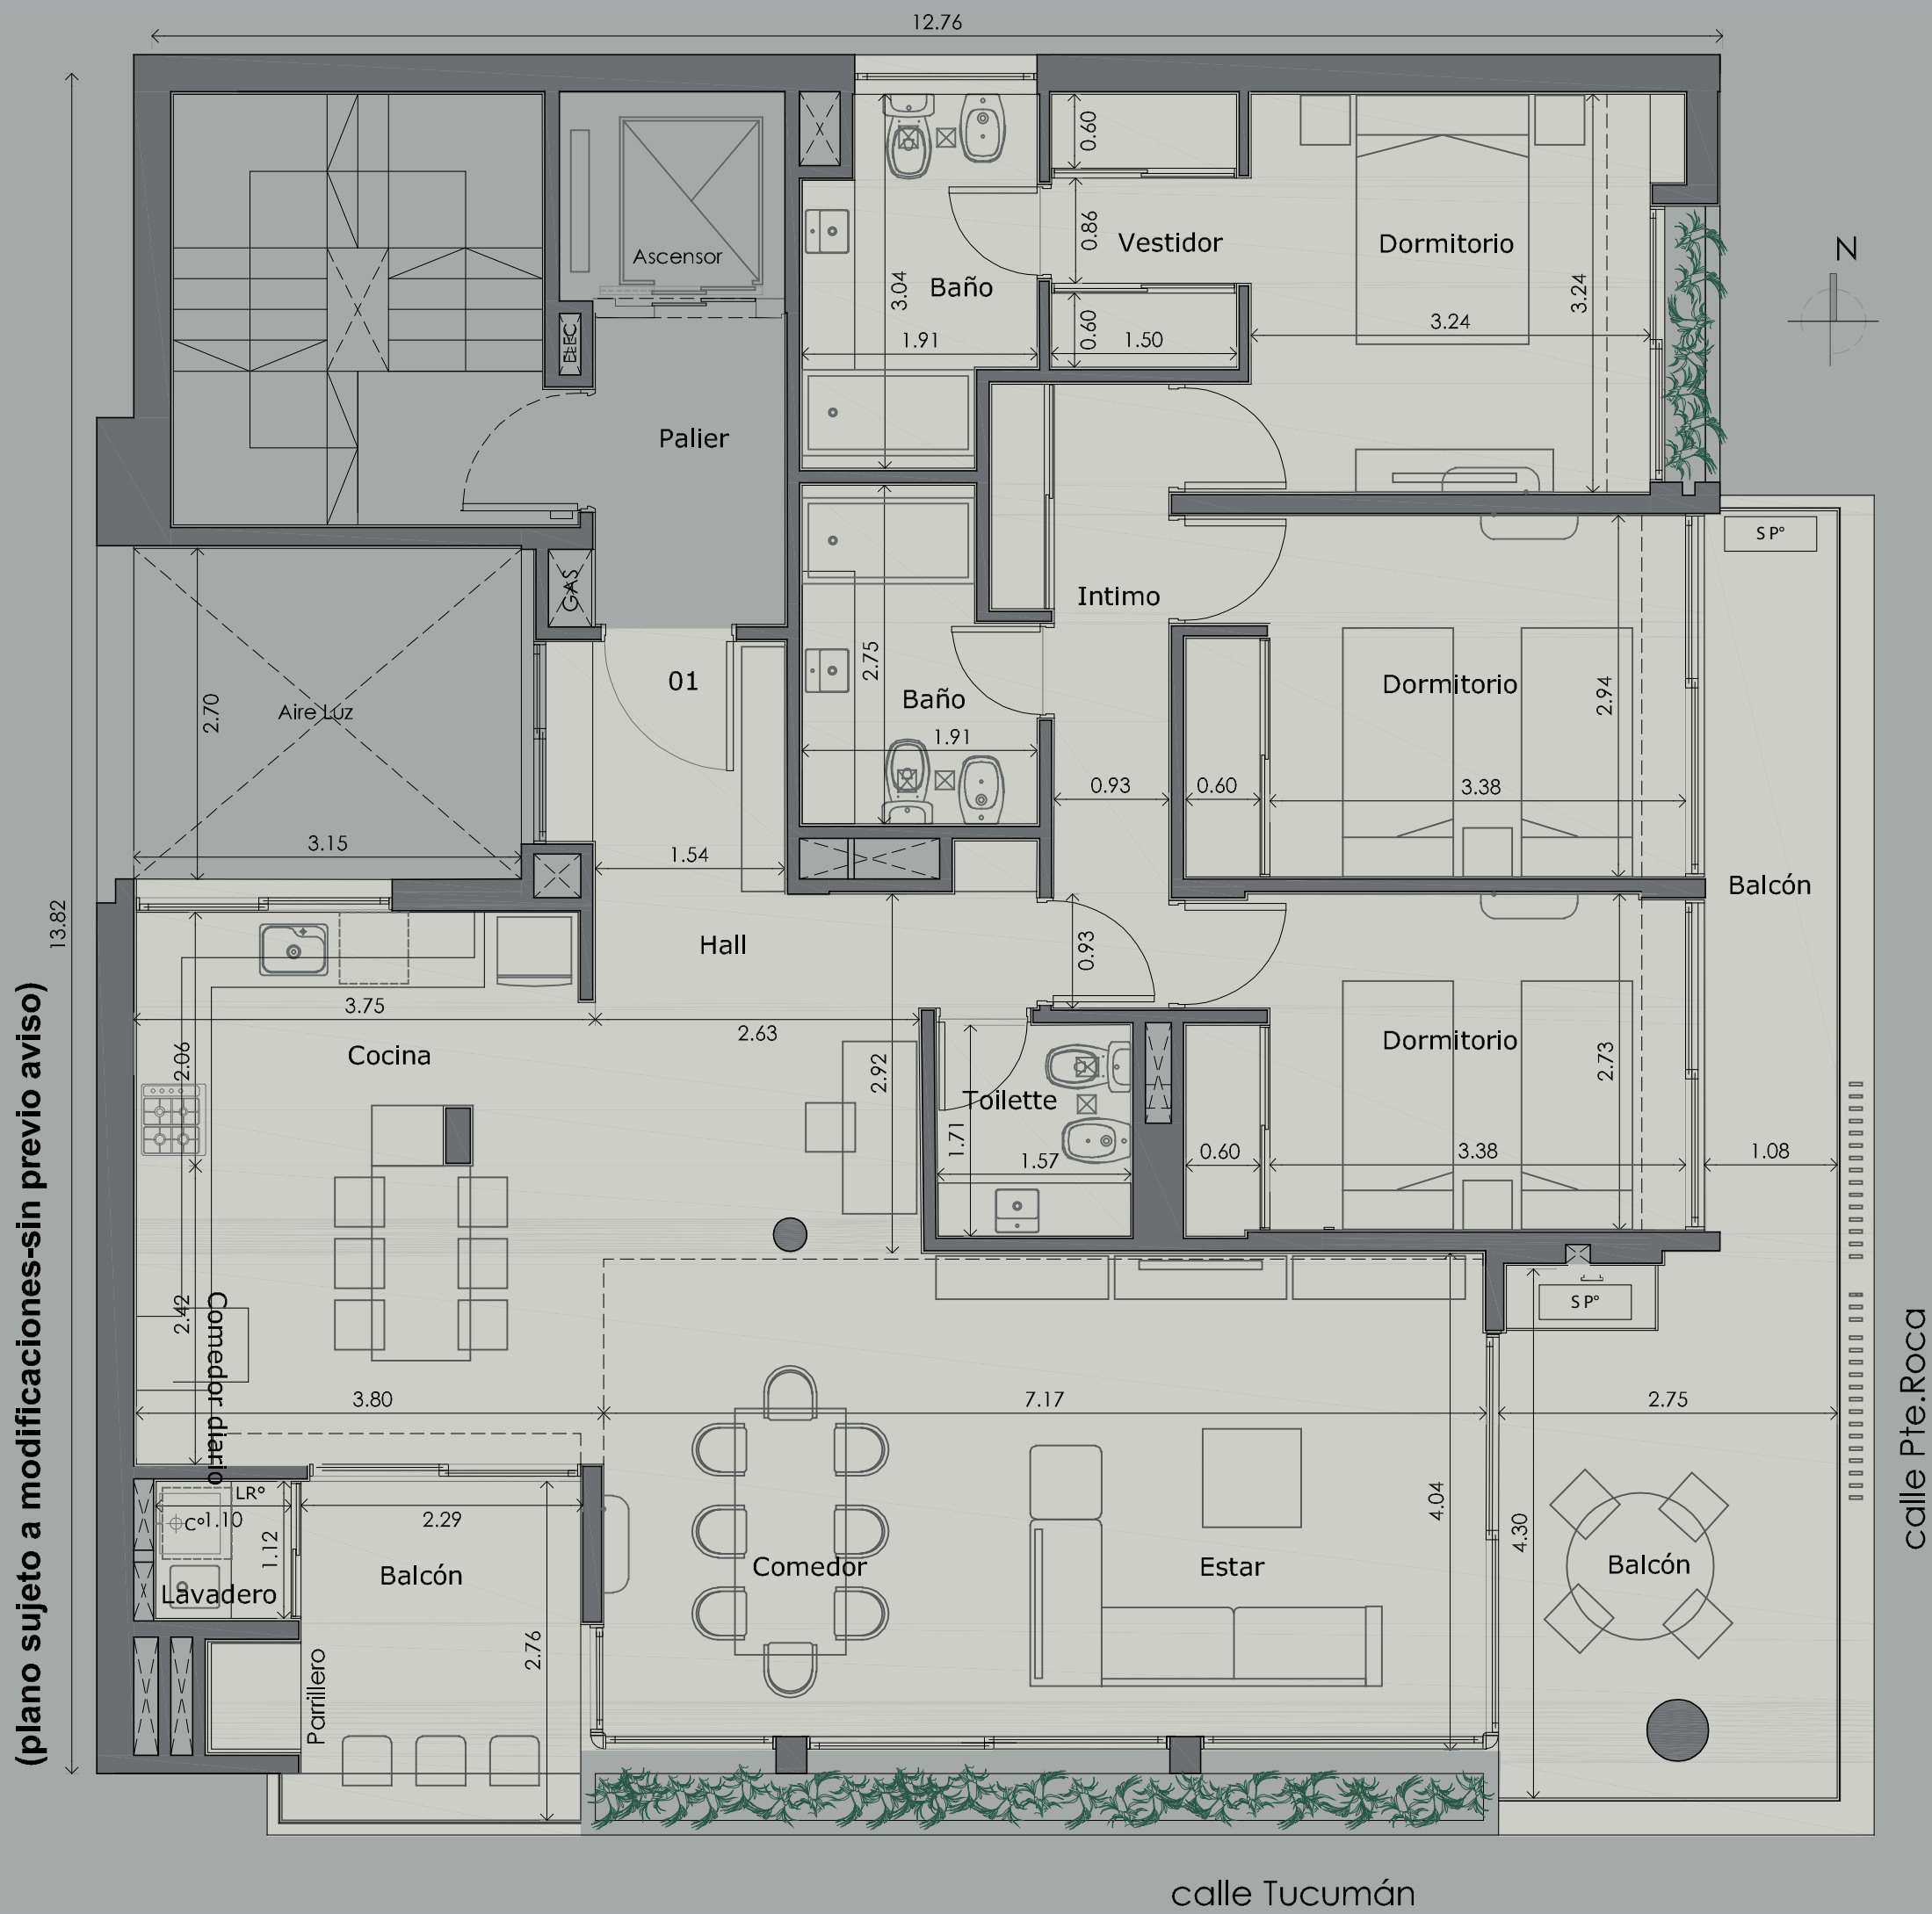 12.76
N
0.60
Ascensor
0.86
Vestidor
Dormitorio
3.04
Baño
3.24
3.24
1.91
0.60
1.50
ELEC
Palier
S Pº
GAS
Intimo
2.75
01
Dormitorio
2.94
2.70
Aire Luz
Baño
1.91
0.93
0.60
3.38
3.15
1.54
Balcón
13.82
Hall
0.93
3.75
2.63
2.06
Cocina
2.92
Dormitorio
2.73
Toilette
1.71
1.57
0.60
3.38
1.08
2.42
Comedor diario
S Pº
3.80
7.17
2.75
4.04
4.30
LRº
Cº
1.10
2.29
1.12
Lavadero
Balcón
Comedor
Estar
Balcón
2.76
Parrillero
(plano sujeto a modificaciones-sin previo aviso)
calle Pte.Roca
calle Tucumán